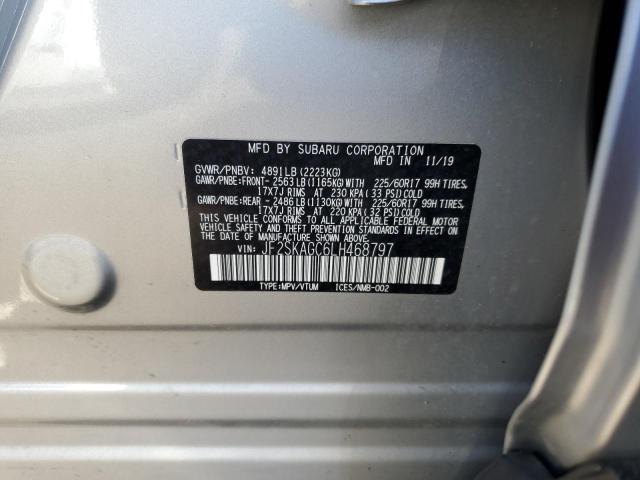 MFD BY SUBARU CORPORATION
MFD IN 11/19
GVWR/PNBV: 4891LB (2223KG)
GAWR/PNBE:FRONT- 2563 LB (1165KG) WITH 225/60R17 99H TIRES,
17X7J RIMS AT 230 KPA (33 PSI) COLD
GAWR/PNBE:REAR - 2486 LB (1130KG) WITH 225/60R17 99H TIRES,
17X7J RIMS AT 220 KPA (32 PSI) COLD
THIS VEHICLE CONFORMS TO ALL APPLICABLE FEDERAL MOTOR
VEHICLE SAFETY AND THEFT PREVENTION STANDARDS IN EFFECT
ON THE DATE OF MANUFACTURE SHOWN ABOVE.
VIN: JF2SKAGC6LH468797
TYPE:MPV/VTUM ICES/NMB-002